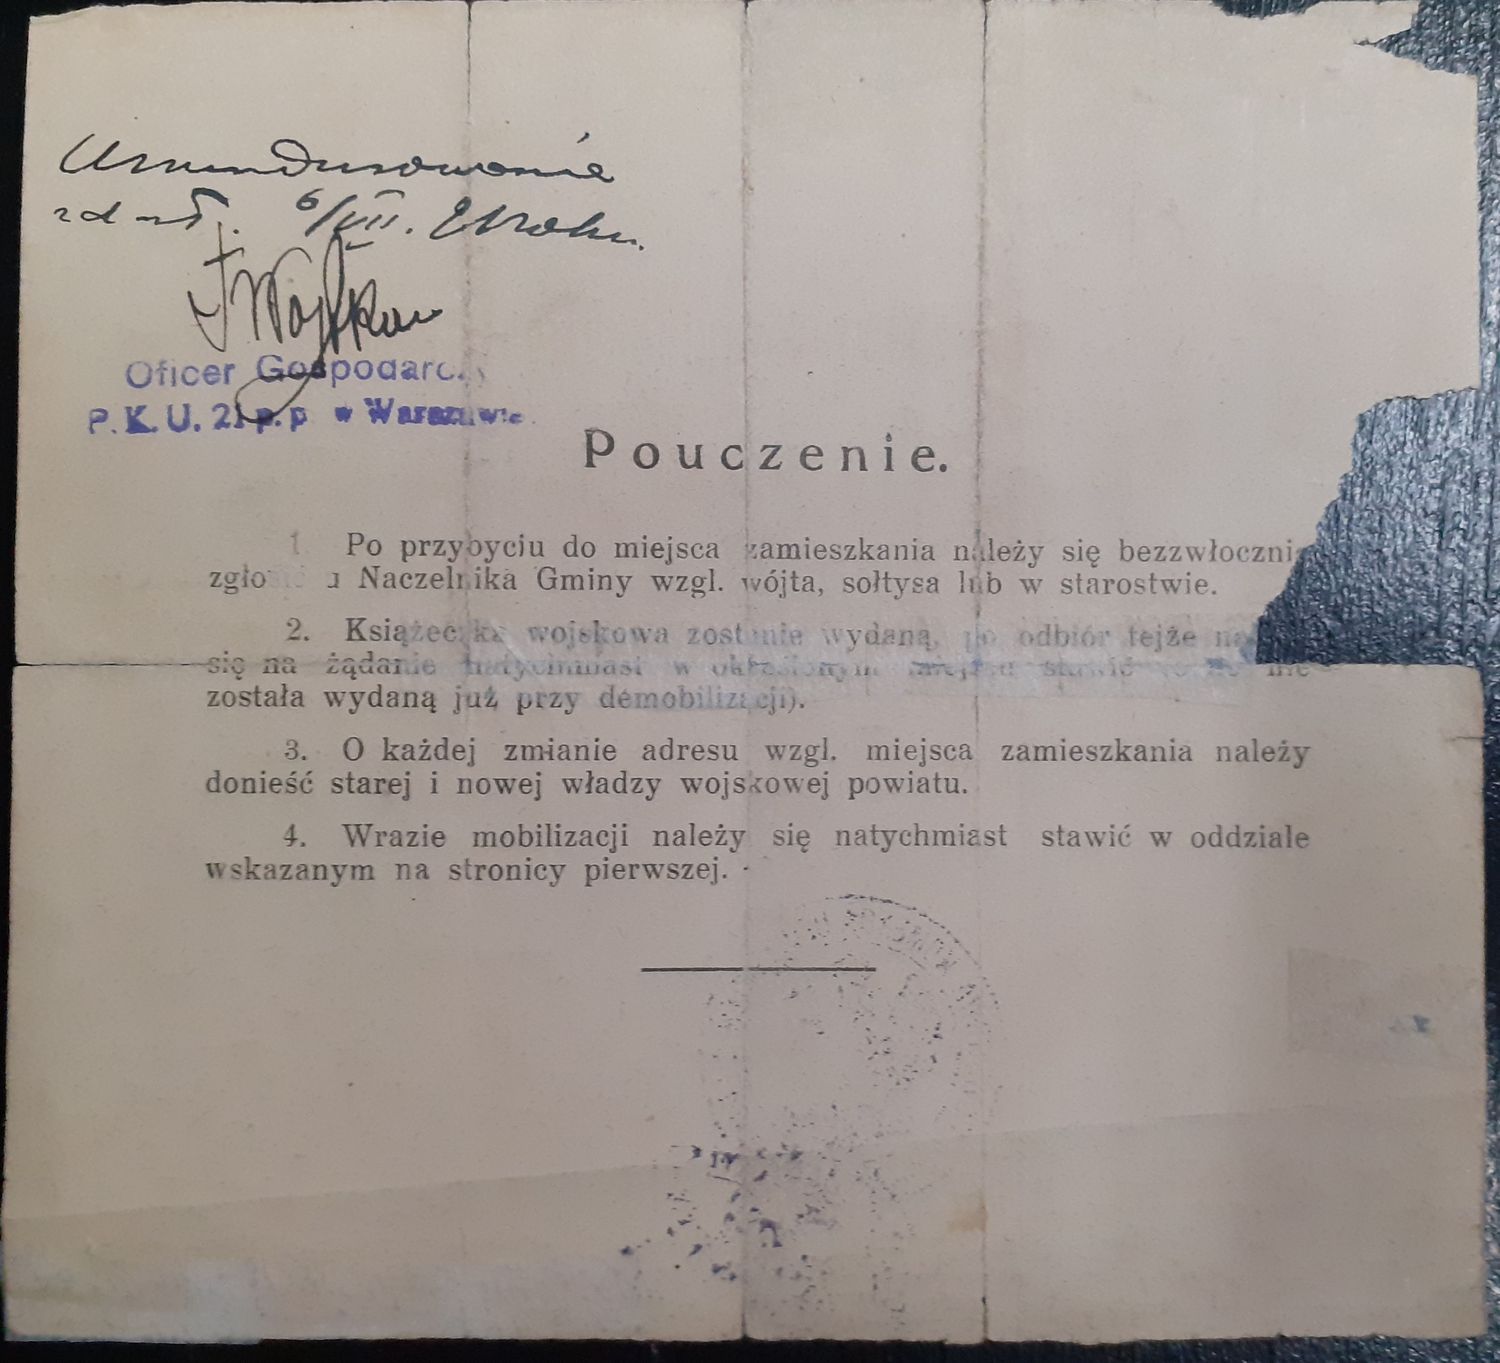 Umundurowanie
zdał. 6/VII. 21 roku.
Oficer Gospodarczy
P. K. U. 21 p. p w Warszawie.
Pouczenie.
1. Po przybyciu do miejsca zamieszkania należy się bezzwłocznie
zgłosić u Naczelnika Gminy wzgl. wójta, sołtysa lub w starostwie.
2. Książeczka wojskowa zostanie wydaną, po odbiór tejże
się na żądanie natychmiast w określonym miejscu stawić nie
została wydaną już przy demobilizacji).
3. O każdej zmianie adresu wzgl. miejsca zamieszkania należy
donieść starej i nowej władzy wojskowej powiatu.
4. Wrazie mobilizacji należy się natychmiast stawić w oddziale
wskazanym na stronicy pierwszej.